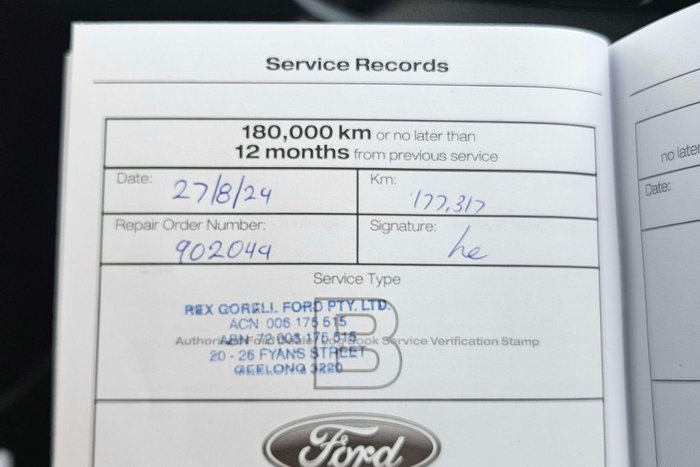 Service Records
180,000 km or no later than
12 months from previous service
Date: 27/8/24
Km: 177,317
Repair Order Number: 902049
Signature:
Service Type
B
REX GORELL FORD PTY. LTD.
ACN 006 175 515
ABN 72 006 175 515
Authorised Ford Dealer Log Book Service Verification Stamp
20 - 26 FYANS STREET
GEELONG 3220
Ford
no later
Date: